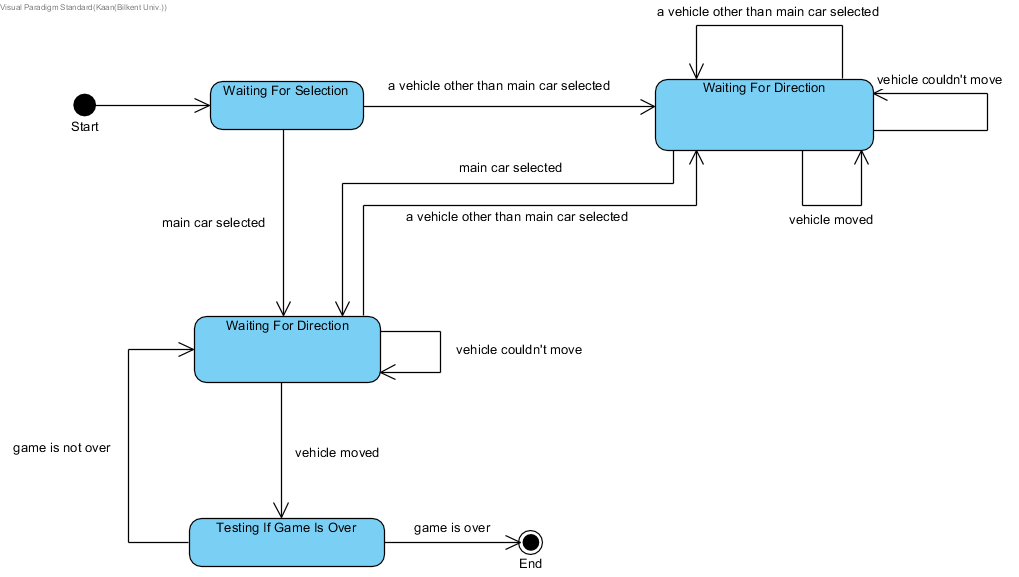 Visual Paradigm Standard(Kaan(Bilkent Univ.))
a vehicle other than main car selected
Waiting For Selection
a vehicle other than main car selected
Waiting For Direction
vehicle couldn't move
Start
main car selected
a vehicle other than main car selected
vehicle moved
main car selected
Waiting For Direction
vehicle couldn't move
game is not over
vehicle moved
Testing If Game Is Over
game is over
End